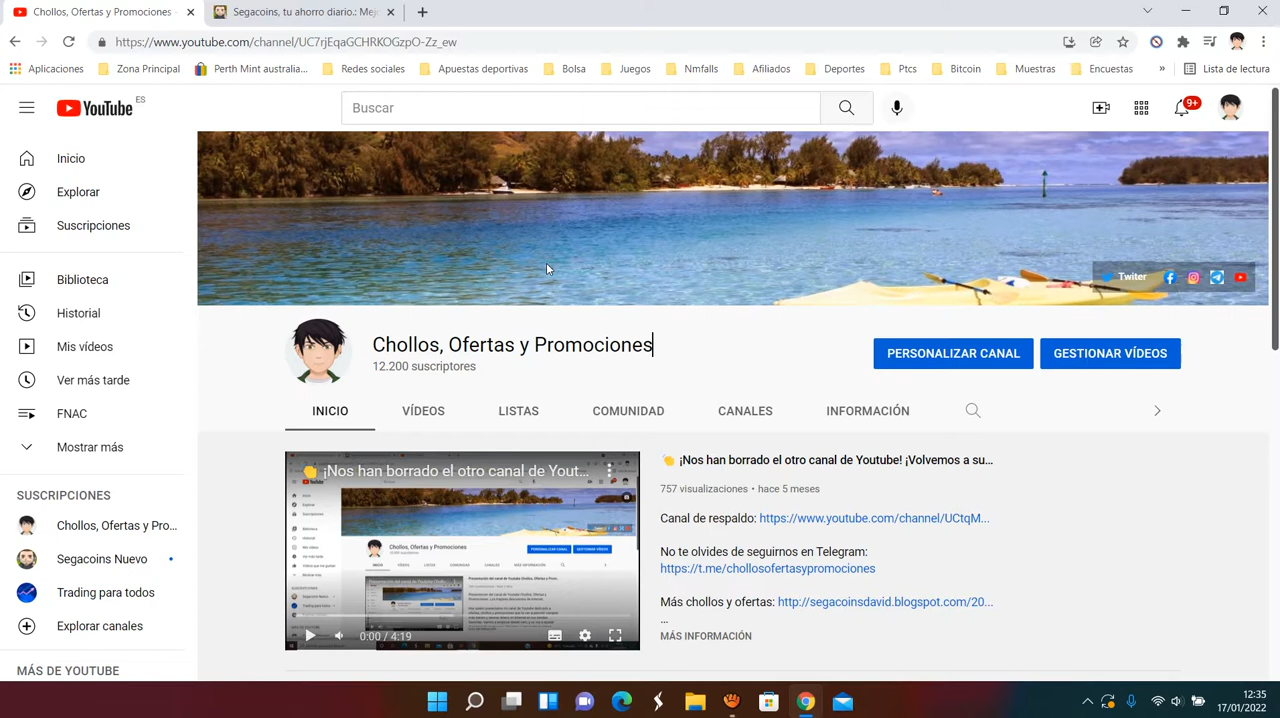 Chollos, Ofertas y Promociones -
Segacoins, tu ahorro diario.: Mej
https://www.youtube.com/channel/UC7rjEqaGCHRKOGzpO-Zz_ew
Aplicaciones
Zona Principal
Perth Mint australia...
Redes sociales
Apuestas deportivas
Bolsa
Juegos
Nmlslls
Afiliados
Deportes
Pics
Bitcoin
Muestras
Encuestas
»
Lista de lectura
YouTube ES
Buscar
9+
Inicio
Explorar
Suscripciones
Biblioteca
Historial
Mis vídeos
Ver más tarde
FNAC
Mostrar más
SUSCRIPCIONES
Chollos, Ofertas y Pro...
Segacoins Nuevo
Trading para todos
Explorar canales
MÁS DE YOUTUBE
Twiter
Chollos, Ofertas y Promociones
12.200 suscriptores
PERSONALIZAR CANAL
GESTIONAR VÍDEOS
INICIO
VÍDEOS
LISTAS
COMUNIDAD
CANALES
INFORMACIÓN
¡Nos han borrado el otro canal de Yout...
Chollos, Ofertas y Promociones
0:00 / 4:19
¡Nos han borrado el otro canal de Youtube! ¡Volvemos a su...
757 visualizaciones • hace 5 meses
Canal de respaldo: https://www.youtube.com/channel/UCtqM...
No te olvides de seguirnos en Telegram:
https://t.me/chollosofertasypromociones
Más chollos y ofertas: http://segacoinsdavid.blogspot.com/20...
...
MÁS INFORMACIÓN
12:35
17/01/2022